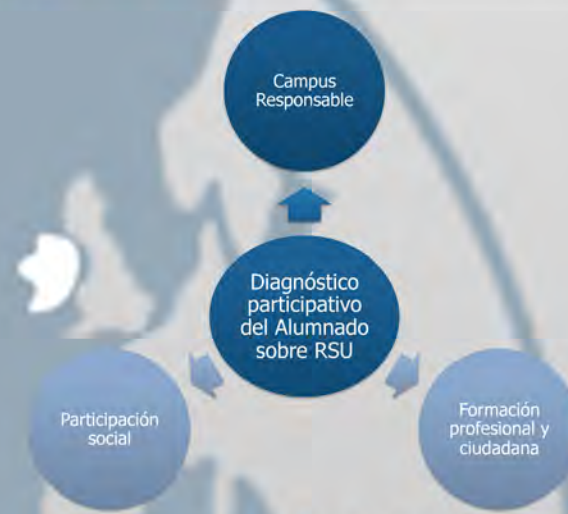 Campus
Responsable
Diagnóstico
participativo
del Alumnado
sobre RSU
Participación
social
Formación
profesional y
ciudadana